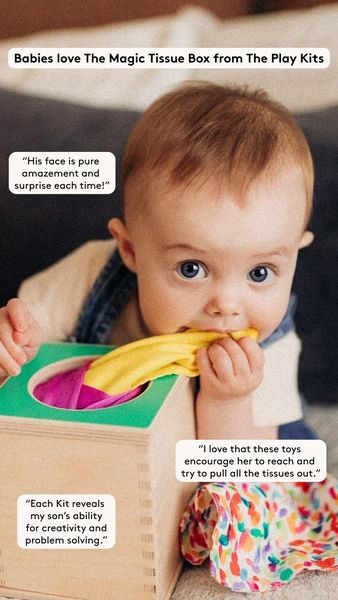 Babies love The Magic Tissue Box from The Play Kits
“His face is pure
amazement and
surprise each time!”
“I love that these toys
encourage her to reach and
try to pull all the tissues out.”
“Each Kit reveals
my son’s ability
for creativity and
problem solving.”